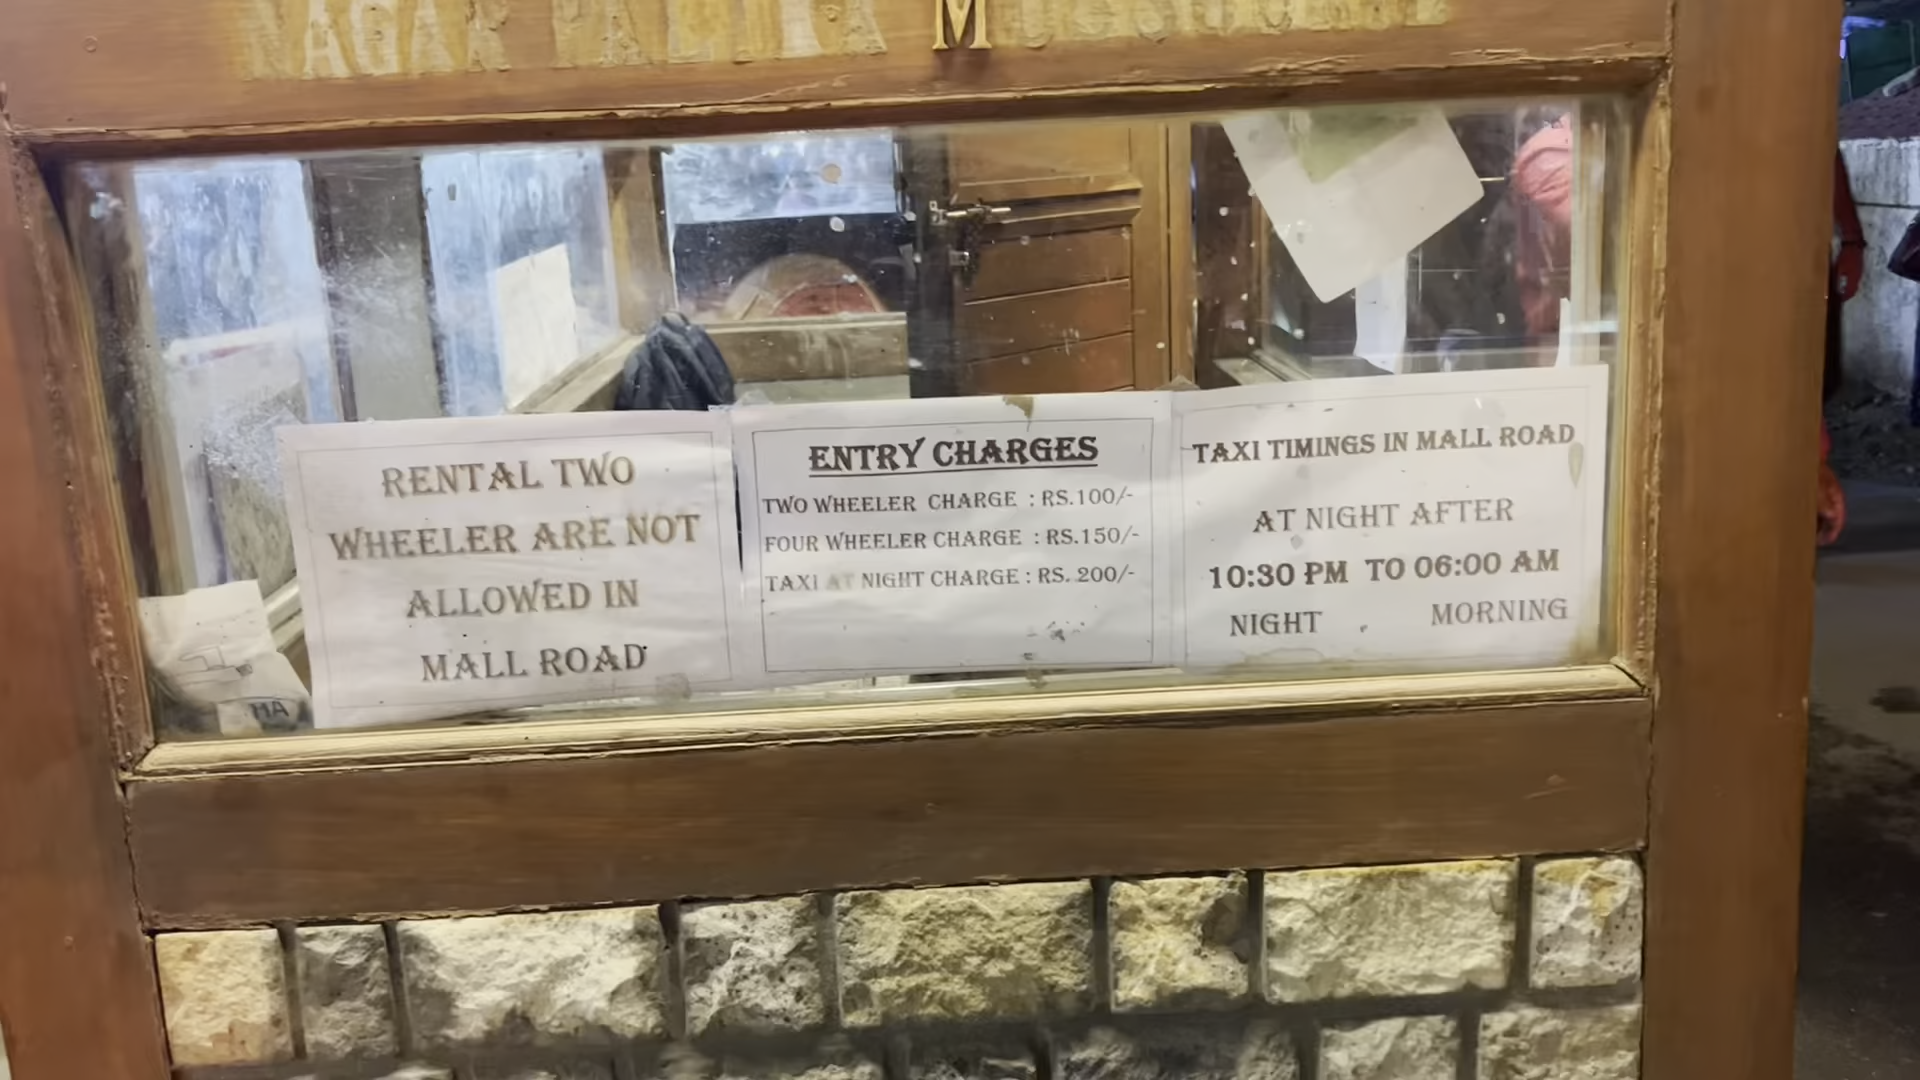 NAGAR PALIKA MUSSOORIE
RENTAL TWO
WHEELER ARE NOT
ALLOWED IN
MALL ROAD
ENTRY CHARGES
TWO WHEELER CHARGE : RS.100/-
FOUR WHEELER CHARGE : RS.150/-
TAXI AT NIGHT CHARGE : RS. 200/-
TAXI TIMINGS IN MALL ROAD
AT NIGHT AFTER
10:30 PM TO 06:00 AM
NIGHT MORNING
HA